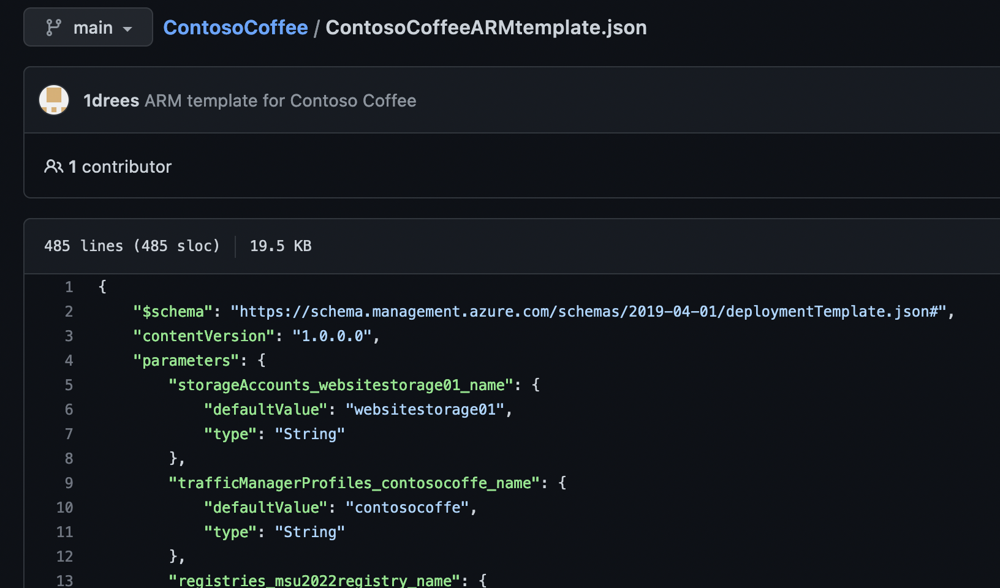 main ContosoCoffee / ContosoCoffeeARMtemplate.json
1drees ARM template for Contoso Coffee
1 contributor
485 lines (485 sloc) 19.5 KB
1 {
2 "$schema": "https://schema.management.azure.com/schemas/2019-04-01/deploymentTemplate.json#",
3 "contentVersion": "1.0.0.0",
4 "parameters": {
5 "storageAccounts_websitestorage01_name": {
6 "defaultValue": "websitestorage01",
7 "type": "String"
8 },
9 "trafficManagerProfiles_contosocoffe_name": {
10 "defaultValue": "contosocoffe",
11 "type": "String"
12 },
13 "registries_msu2022registry_name": {